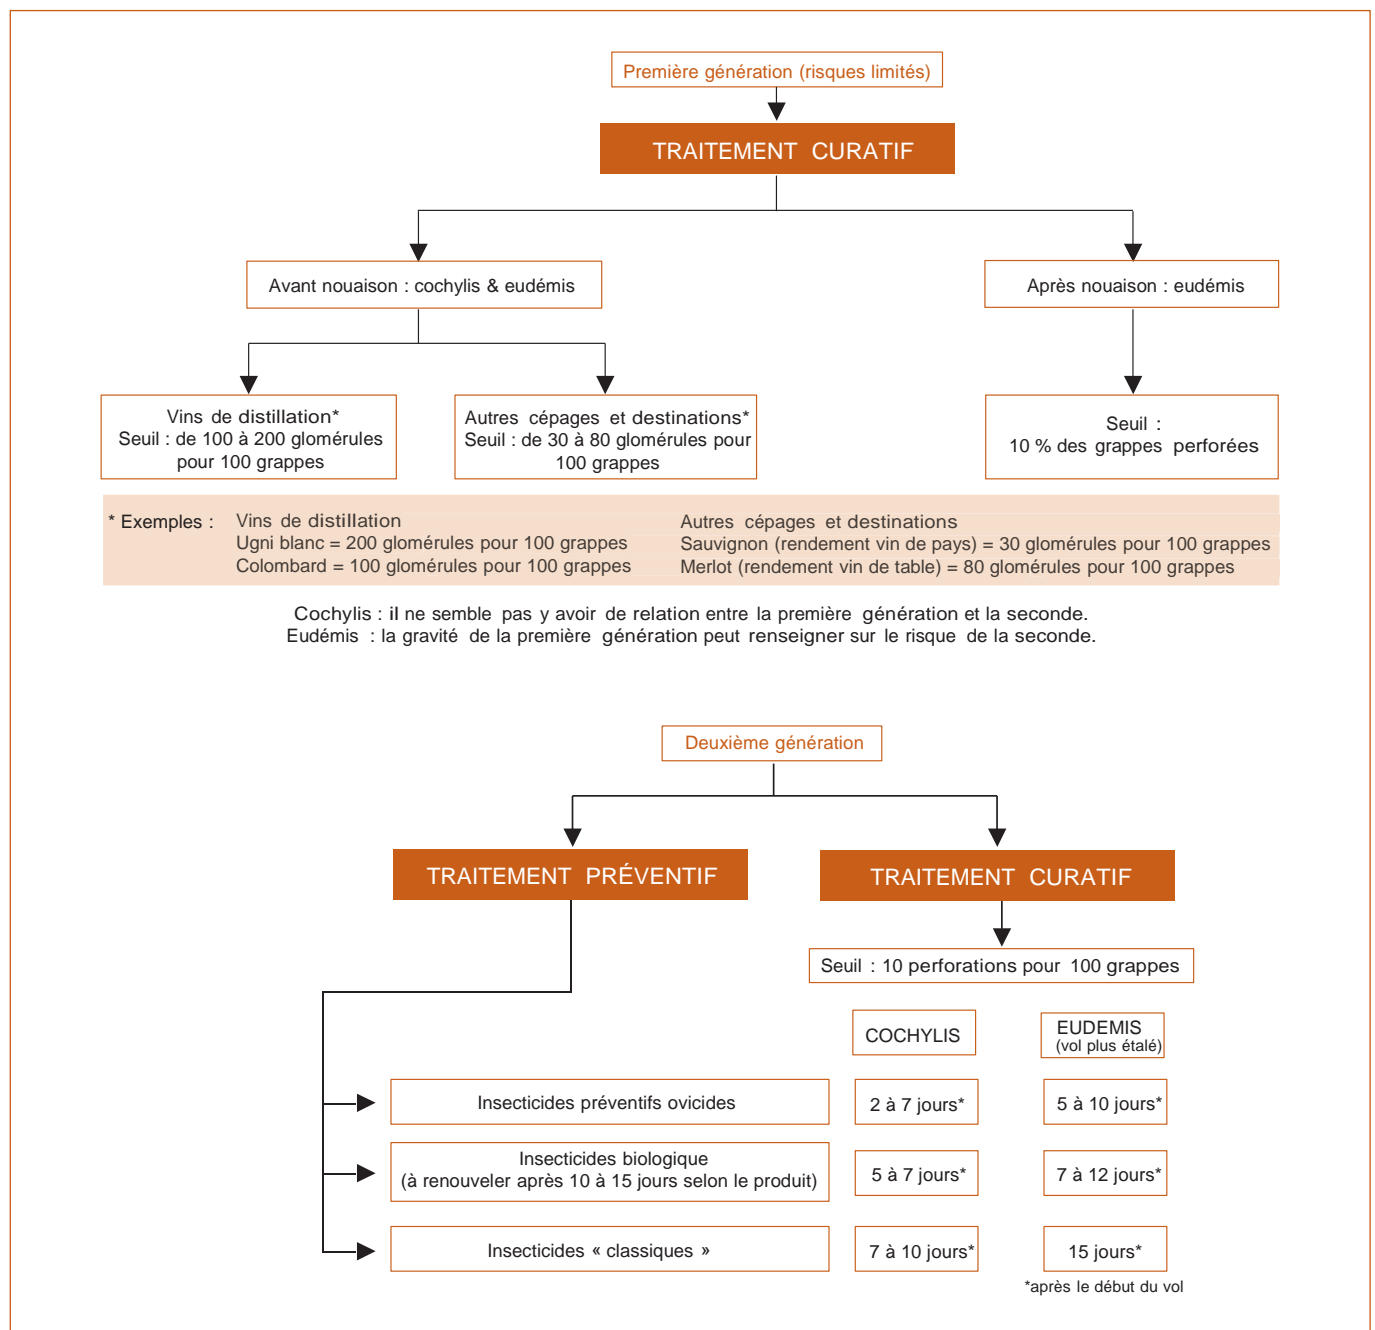 Première génération (risques limités)
TRAITEMENT CURATIF
Avant nouaison : cochylis & eudémis
Après nouaison : eudémis
Vins de distillation*
Seuil : de 100 à 200 glomérules
pour 100 grappes
Autres cépages et destinations*
Seuil : de 30 à 80 glomérules pour
100 grappes
Seuil :
10 % des grappes perforées
* Exemples :
Vins de distillation
Ugni blanc = 200 glomérules pour 100 grappes
Colombard = 100 glomérules pour 100 grappes
Autres cépages et destinations
Sauvignon (rendement vin de pays) = 30 glomérules pour 100 grappes
Merlot (rendement vin de table) = 80 glomérules pour 100 grappes
Cochylis : il ne semble pas y avoir de relation entre la première génération et la seconde.
Eudémis : la gravité de la première génération peut renseigner sur le risque de la seconde.
Deuxième génération
TRAITEMENT PRÉVENTIF
TRAITEMENT CURATIF
Seuil : 10 perforations pour 100 grappes
COCHYLIS
EUDEMIS
(vol plus étalé)
Insecticides préventifs ovicides
2 à 7 jours*
5 à 10 jours*
Insecticides biologique
(à renouveler après 10 à 15 jours selon le produit)
5 à 7 jours*
7 à 12 jours*
Insecticides « classiques »
7 à 10 jours*
15 jours*
*après le début du vol